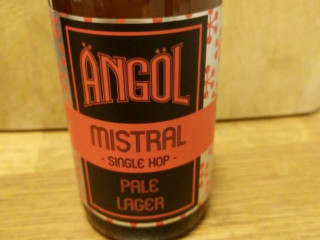 ÄNGÖL
MISTRAL
- SINGLE HOP -
PALE
LAGER